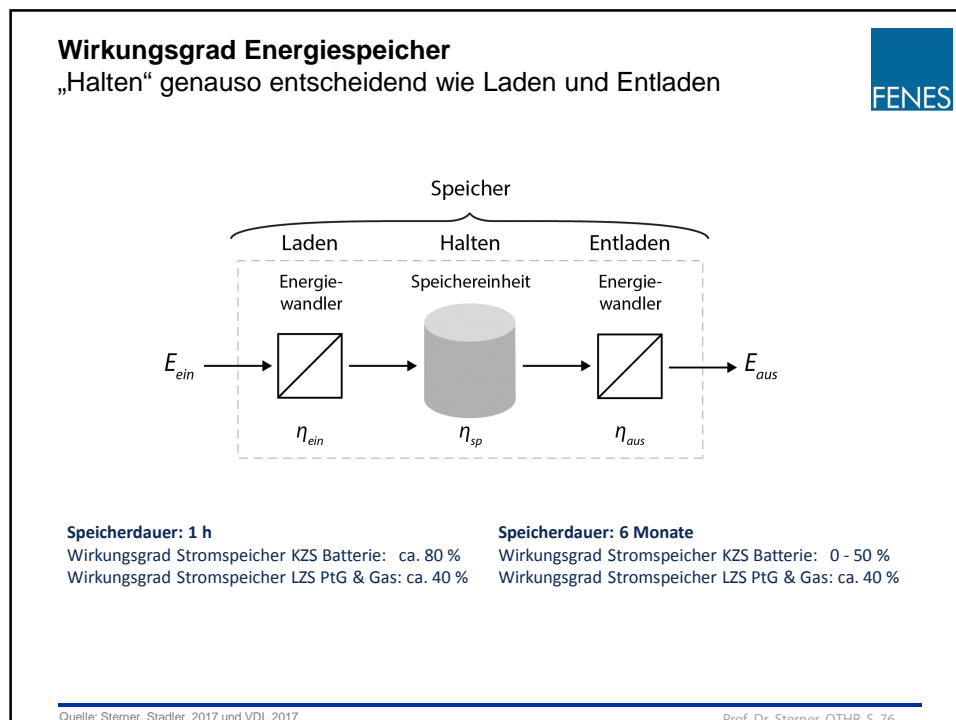 Wirkungsgrad Energiespeicher
„Halten“ genauso entscheidend wie Laden und Entladen
FENES
Speicher
Laden
Halten
Entladen
Energie-
wandler
Speichereinheit
Energie-
wandler
E_ein
E_aus
η_ein
η_sp
η_aus
Speicherdauer: 1 h
Wirkungsgrad Stromspeicher KZS Batterie: ca. 80 %
Wirkungsgrad Stromspeicher LZS PtG & Gas: ca. 40 %
Speicherdauer: 6 Monate
Wirkungsgrad Stromspeicher KZS Batterie: 0 - 50 %
Wirkungsgrad Stromspeicher LZS PtG & Gas: ca. 40 %
Quelle: Sterner, Stadler, 2017 und VDI, 2017
Prof. Dr. Sterner, OTHR, S. 76